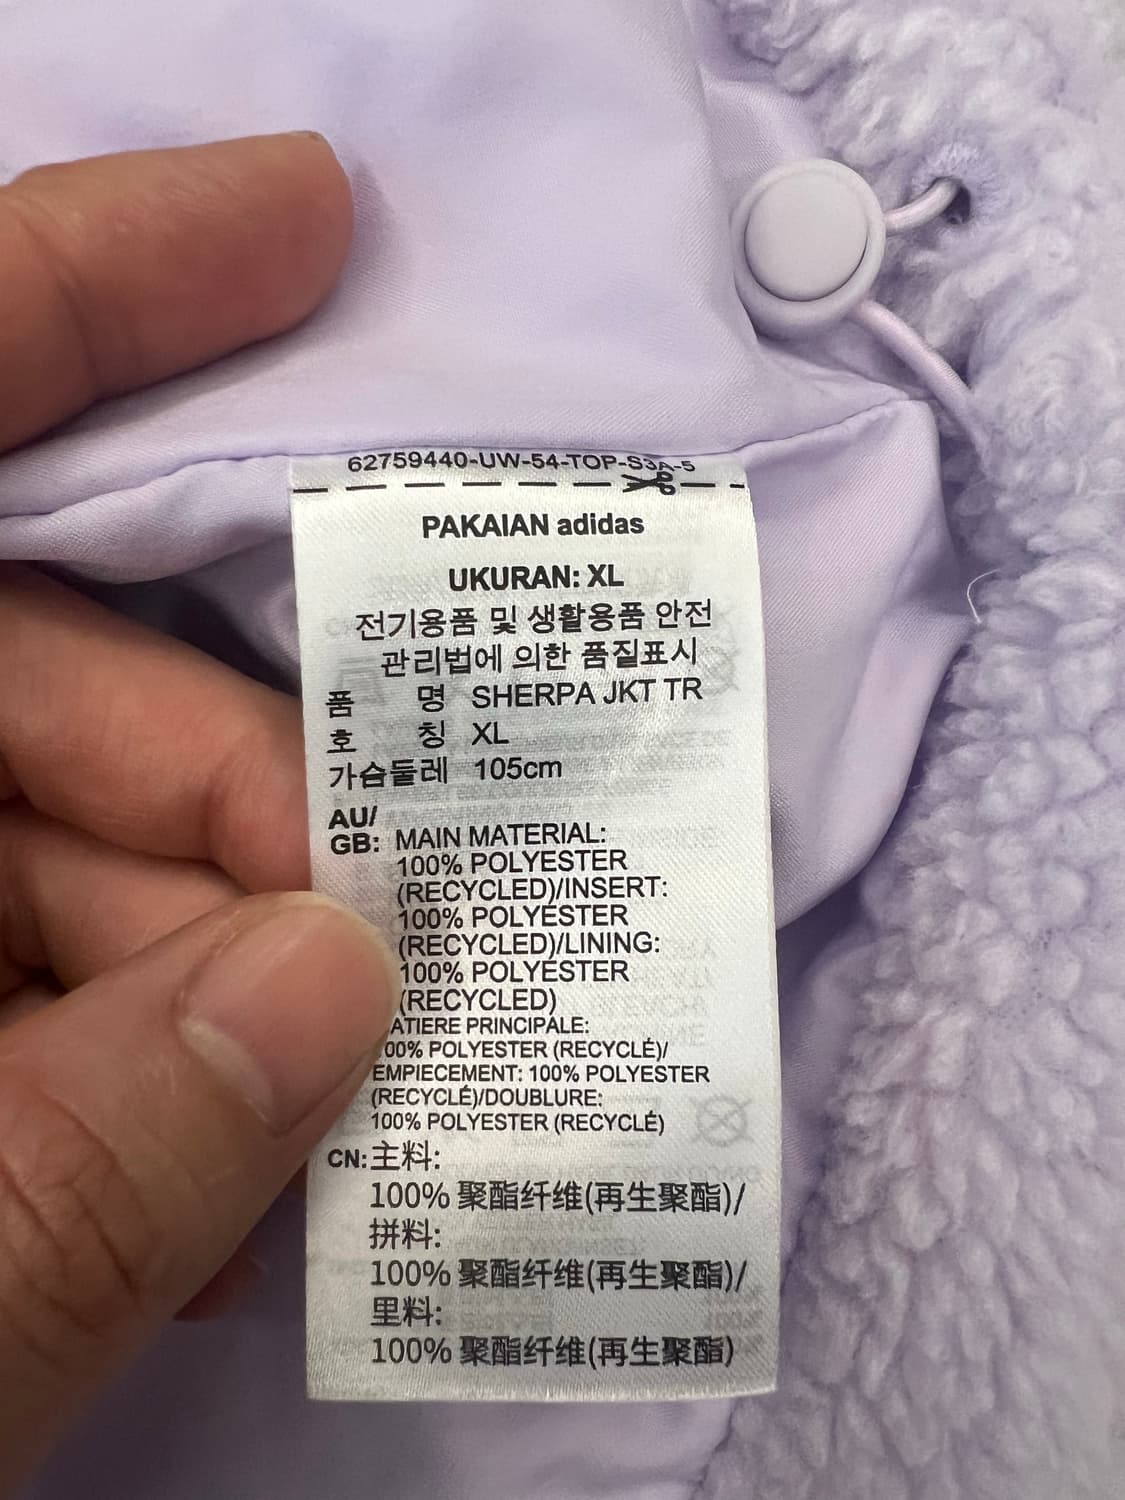 62759440-UW-54-TOP-S3A-5
PAKAIAN adidas
UKURAN: XL
전기용품 및 생활용품 안전
관리법에 의한 품질표시
품 명 SHERPA JKT TR
호 칭 XL
가슴둘레 105cm
AU/
GB: MAIN MATERIAL:
100% POLYESTER
(RECYCLED)/INSERT:
100% POLYESTER
(RECYCLED)/LINING:
100% POLYESTER
(RECYCLED)
ATIERE PRINCIPALE:
00% POLYESTER (RECYCLÉ)/
EMPIECEMENT: 100% POLYESTER
(RECYCLÉ)/DOUBLURE:
100% POLYESTER (RECYCLÉ)
CN:主料:
100% 聚酯纤维(再生聚酯)/
拼料:
100% 聚酯纤维(再生聚酯)/
里料:
100% 聚酯纤维(再生聚酯)